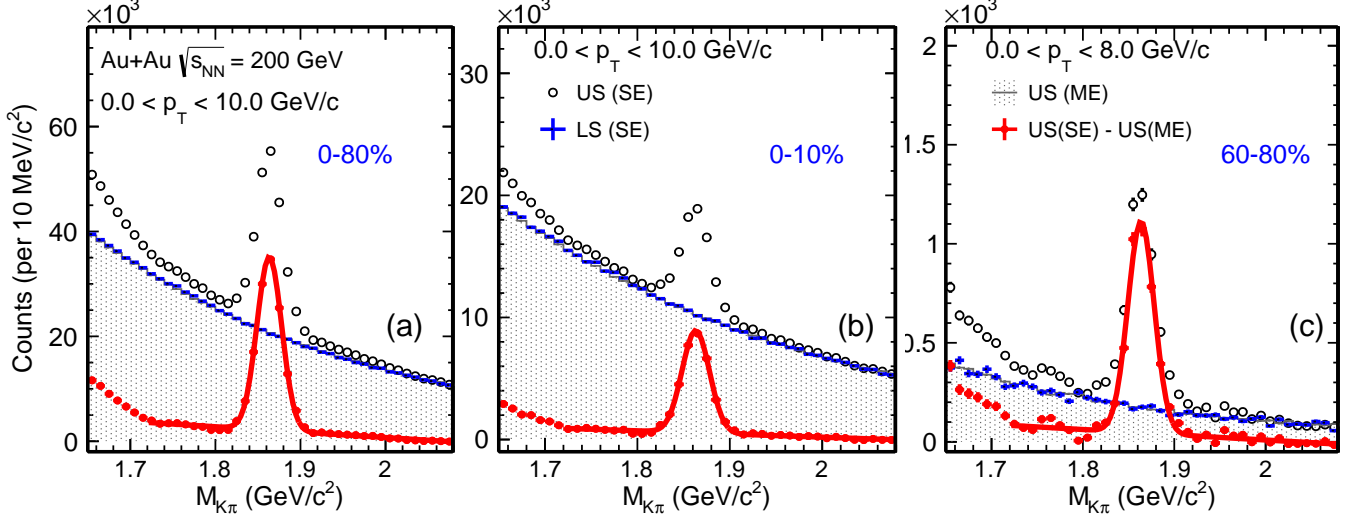 ×10³
Au+Au √s_NN = 200 GeV
0.0 < p_T < 10.0 GeV/c
0-80%
(a)
Counts (per 10 MeV/c²)
60
40
20
0
1.7 1.8 1.9 2
M_Kπ (GeV/c²)
×10³
0.0 < p_T < 10.0 GeV/c
US (SE)
LS (SE)
0-10%
(b)
30
20
10
0
1.7 1.8 1.9 2
M_Kπ (GeV/c²)
×10³
0.0 < p_T < 8.0 GeV/c
US (ME)
US(SE) - US(ME)
60-80%
(c)
2
1
0
1.7 1.8 1.9 2
M_Kπ (GeV/c²)